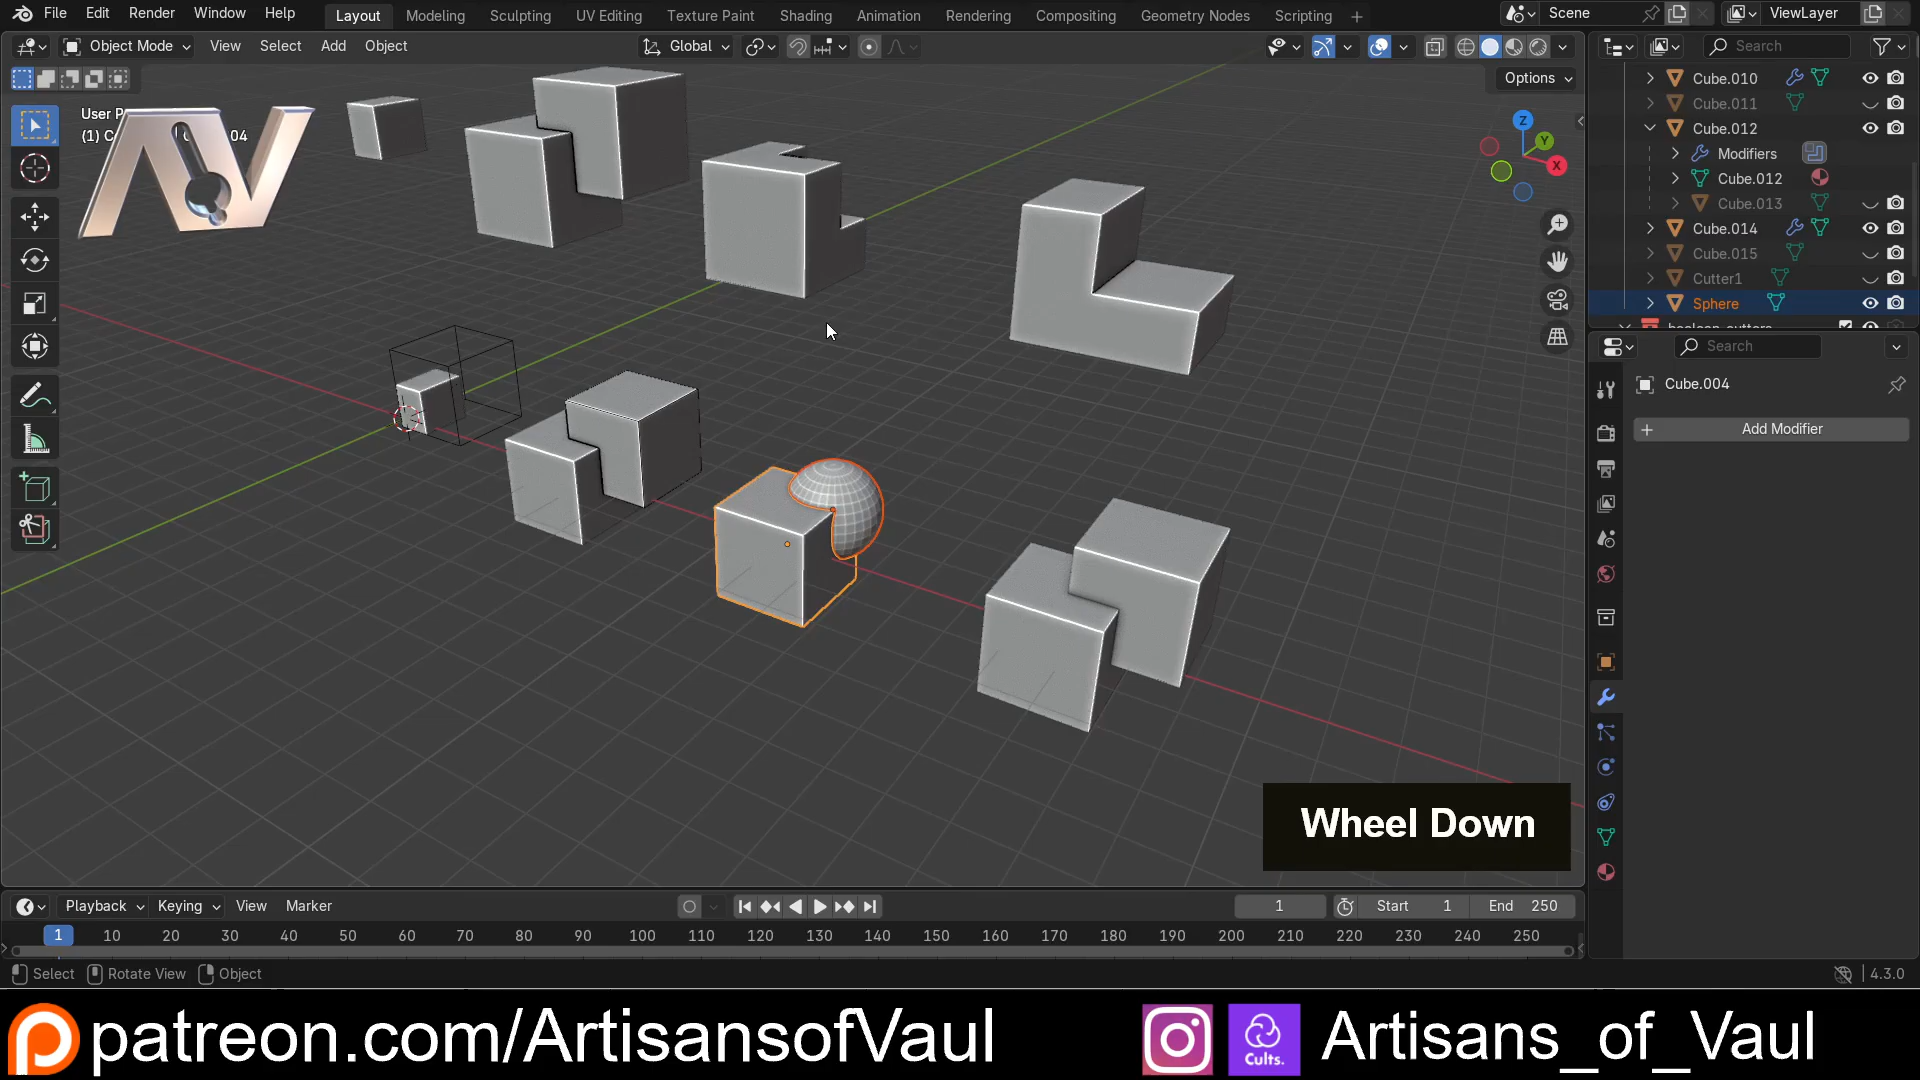 File Edit Render Window Help Layout Modeling Sculpting UV Editing Texture Paint Shading Animation Rendering Compositing Geometry Nodes Scripting + Scene ViewLayer
Object Mode View Select Add Object Global Search
Options
User P
(1) C 04
AV
Z
Y
X
Cube.010
Cube.011
Cube.012
Modifiers
Cube.012
Cube.013
Cube.014
Cube.015
Cutter1
Sphere
boolean_cutters
Search
Cube.004
+ Add Modifier
Wheel Down
Playback Keying View Marker 1 Start 1 End 250
1 10 20 30 40 50 60 70 80 90 100 110 120 130 140 150 160 170 180 190 200 210 220 230 240 250
Select Rotate View Object 4.3.0
patreon.com/ArtisansofVaul Cults. Artisans_of_Vaul